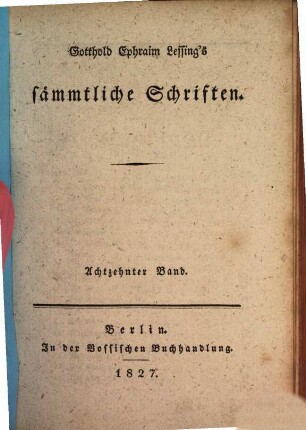 Gotthold Ephraim Lessing's
sämmtliche Schriften.
Achtzehnter Band.
Berlin.
In der Vossischen Buchhandlung.
1827.